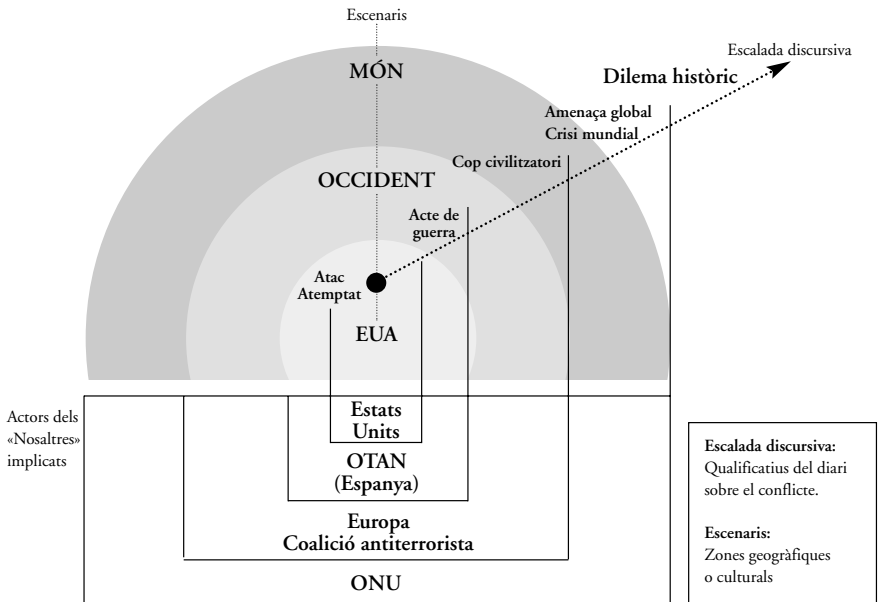 Escenaris
Escalada discursiva
MÓN
Dilema històric
Amenaça global
Crisi mundial
Cop civilitzatori
OCCIDENT
Acte de
guerra
Atac
Atemptat
EUA
Actors dels
«Nosaltres»
implicats
Estats
Units
OTAN
(Espanya)
Europa
Coalició antiterrorista
ONU
Escalada discursiva:
Qualificatius del diari
sobre el conflicte.
Escenaris:
Zones geogràfiques
o culturals